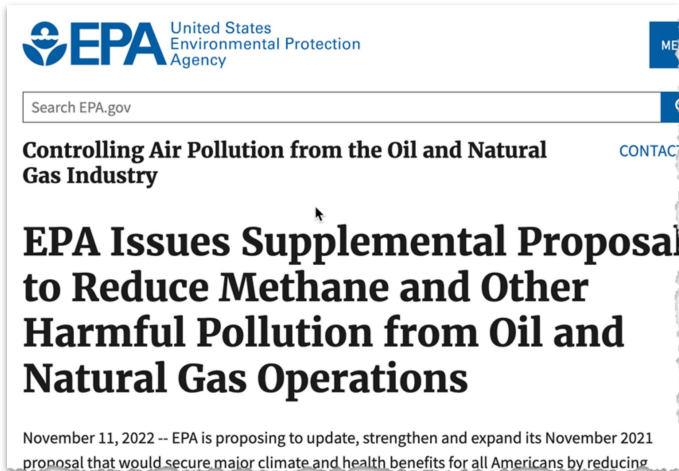 EPA
United States
Environmental Protection
Agency
Search EPA.gov
Controlling Air Pollution from the Oil and Natural
Gas Industry
EPA Issues Supplemental Proposal
to Reduce Methane and Other
Harmful Pollution from Oil and
Natural Gas Operations
November 11, 2022 -- EPA is proposing to update, strengthen and expand its November 2021
proposal that would secure major climate and health benefits for all Americans by reducing